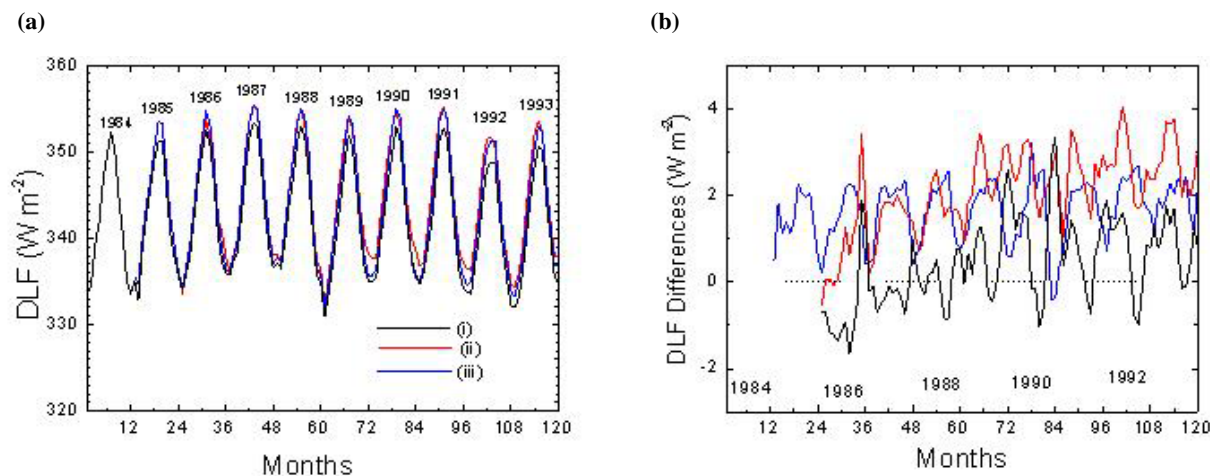 (a)
360
350
340
330
320
DLF (W m-2)
1984
1985
1986
1987
1988
1989
1990
1991
1992
1993
(i)
(ii)
(iii)
12 24 36 48 60 72 84 96 108 120
Months
(b)
4
2
0
-2
DLF Differences (W m-2)
1984
1986
1988
1990
1992
12 24 36 48 60 72 84 96 108 120
Months